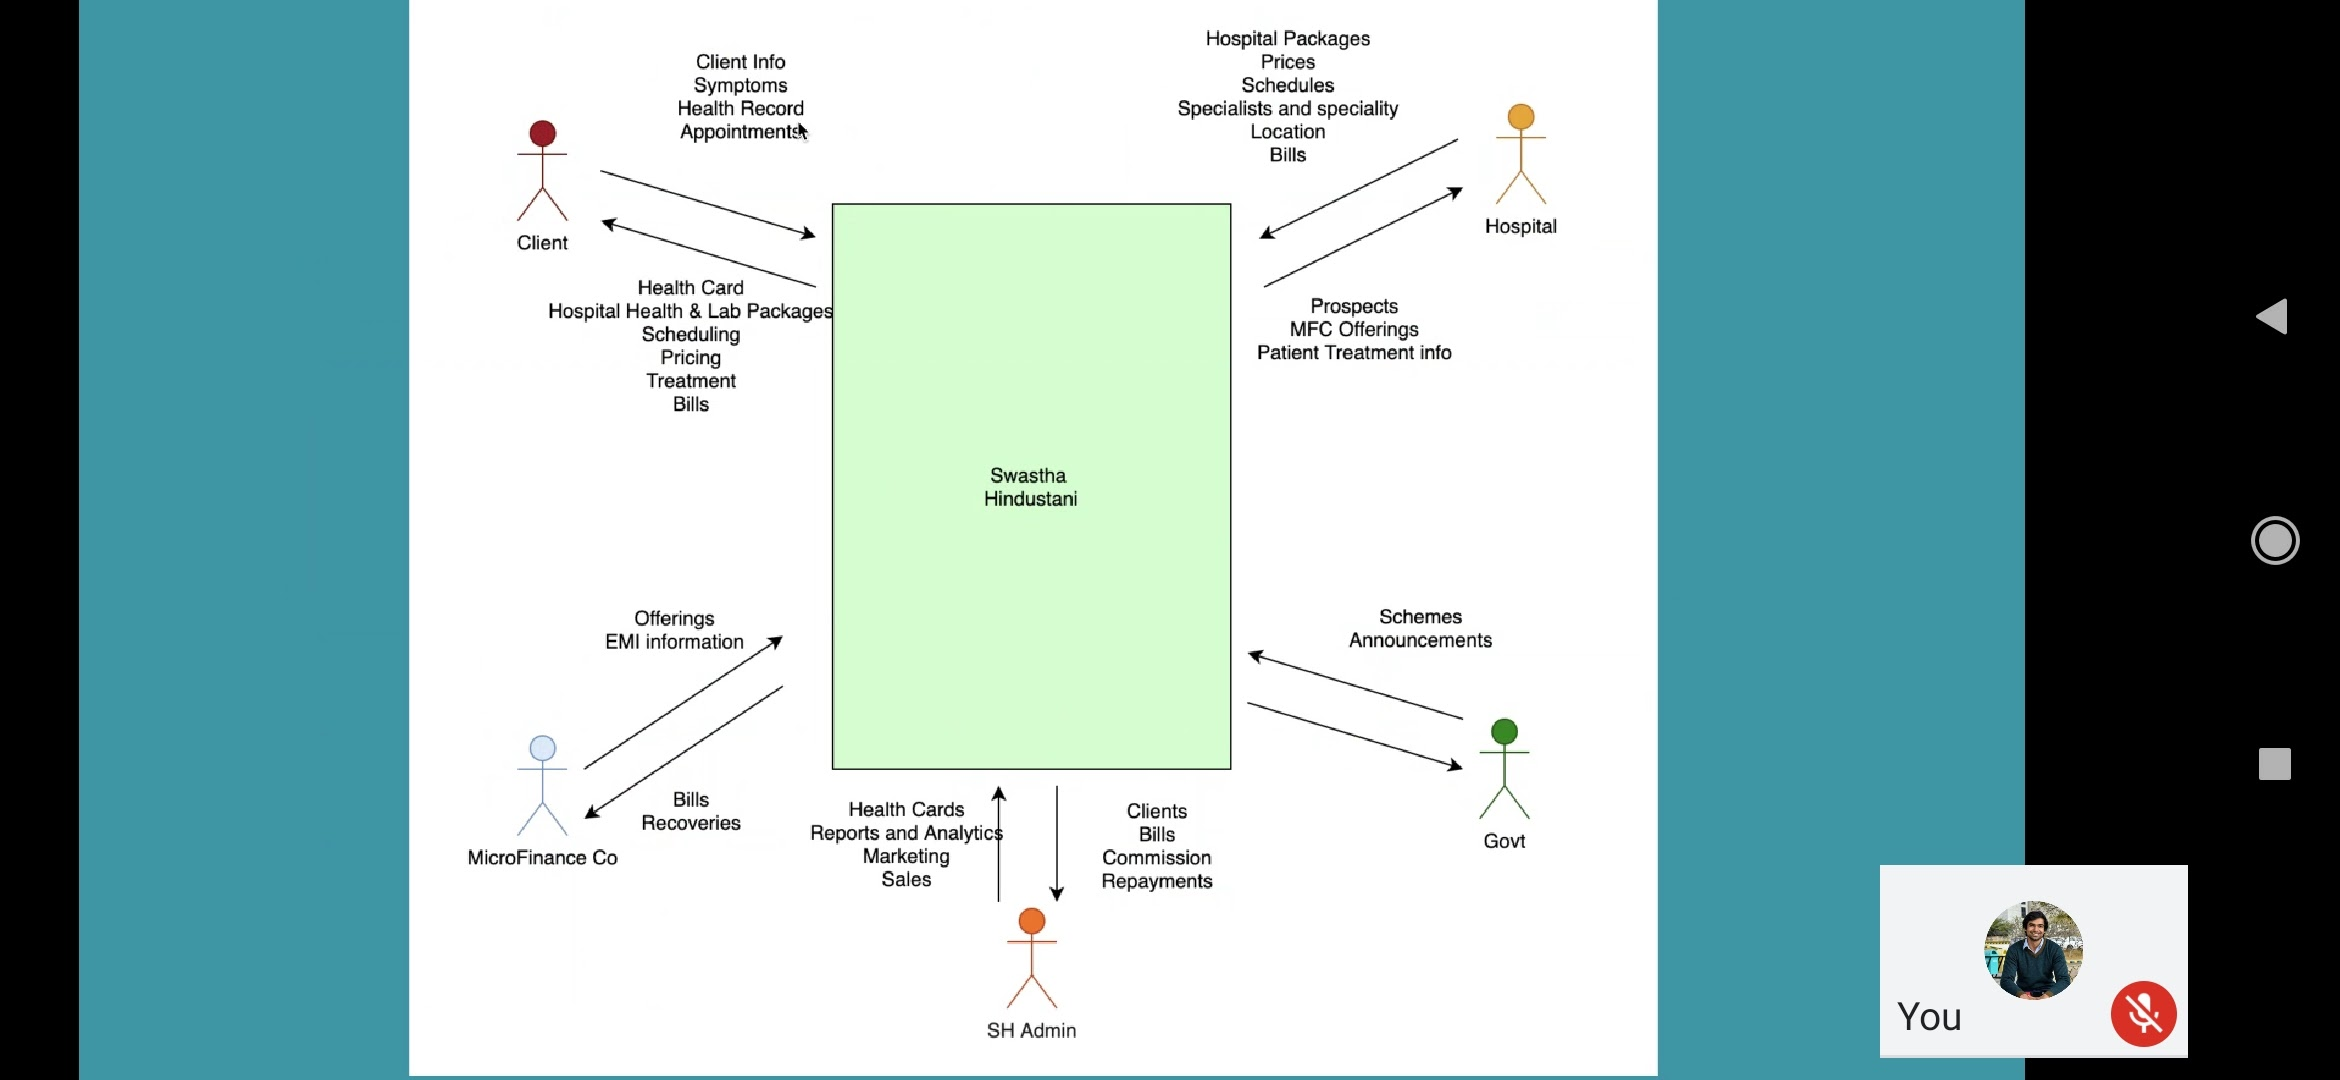 Client Info
Symptoms
Health Record
Appointments
Client
Health Card
Hospital Health & Lab Packages
Scheduling
Pricing
Treatment
Bills
Hospital Packages
Prices
Schedules
Specialists and speciality
Location
Bills
Hospital
Prospects
MFC Offerings
Patient Treatment info
Swastha
Hindustani
Offerings
EMI information
Bills
Recoveries
MicroFinance Co
Schemes
Announcements
Govt
Health Cards
Reports and Analytics
Marketing
Sales
Clients
Bills
Commission
Repayments
SH Admin
You